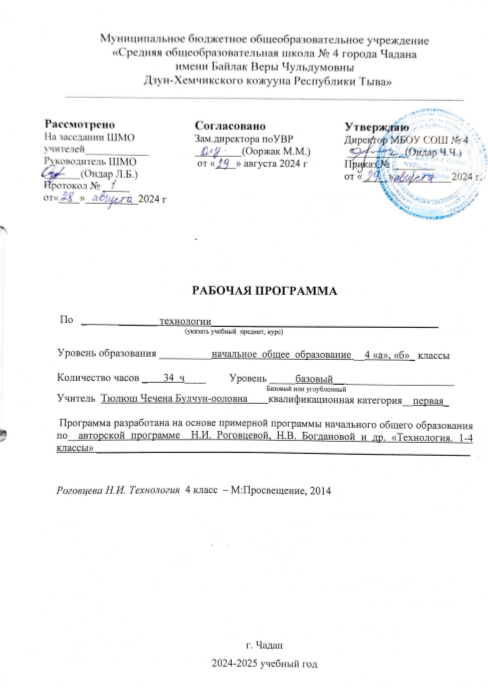 Муниципальное бюджетное общеобразовательное учреждение
«Средняя общеобразовательная школа № 4 города Чадана
имени Байлак Веры Чульдумовны
Дзун-Хемчикского кожууна Республики Тыва»
Рассмотрено
На заседании ШМО
учителей____________
Руководитель ШМО
_______(Ондар Л.Б.)
Протокол № 1
от« 28 » августа 2024 г
Согласовано
Зам.директора поУВР
________(Ооржак М.М.)
от « 29 » августа 2024 г
Утверждаю
Директор МБОУ СОШ № 4
_________(Ондар Ч.Ч.)
Приказ №
от « 29 » августа 2024 г.
РАБОЧАЯ ПРОГРАММА
По технологии
(указать учебный предмет, курс)
Уровень образования начальное общее образование 4 «а», «б» классы
Количество часов 34 ч Уровень базовый
Базовый или углубленный
Учитель Тюлюш Чечена Булчун-ооловна квалификационная категория первая
Программа разработана на основе примерной программы начального общего образования
по авторской программе Н.И. Роговцевой, Н.В. Богдановой и др. «Технология. 1-4
классы»
Роговцева Н.И. Технология 4 класс – М:Просвещение, 2014
г. Чадан
2024-2025 учебный год